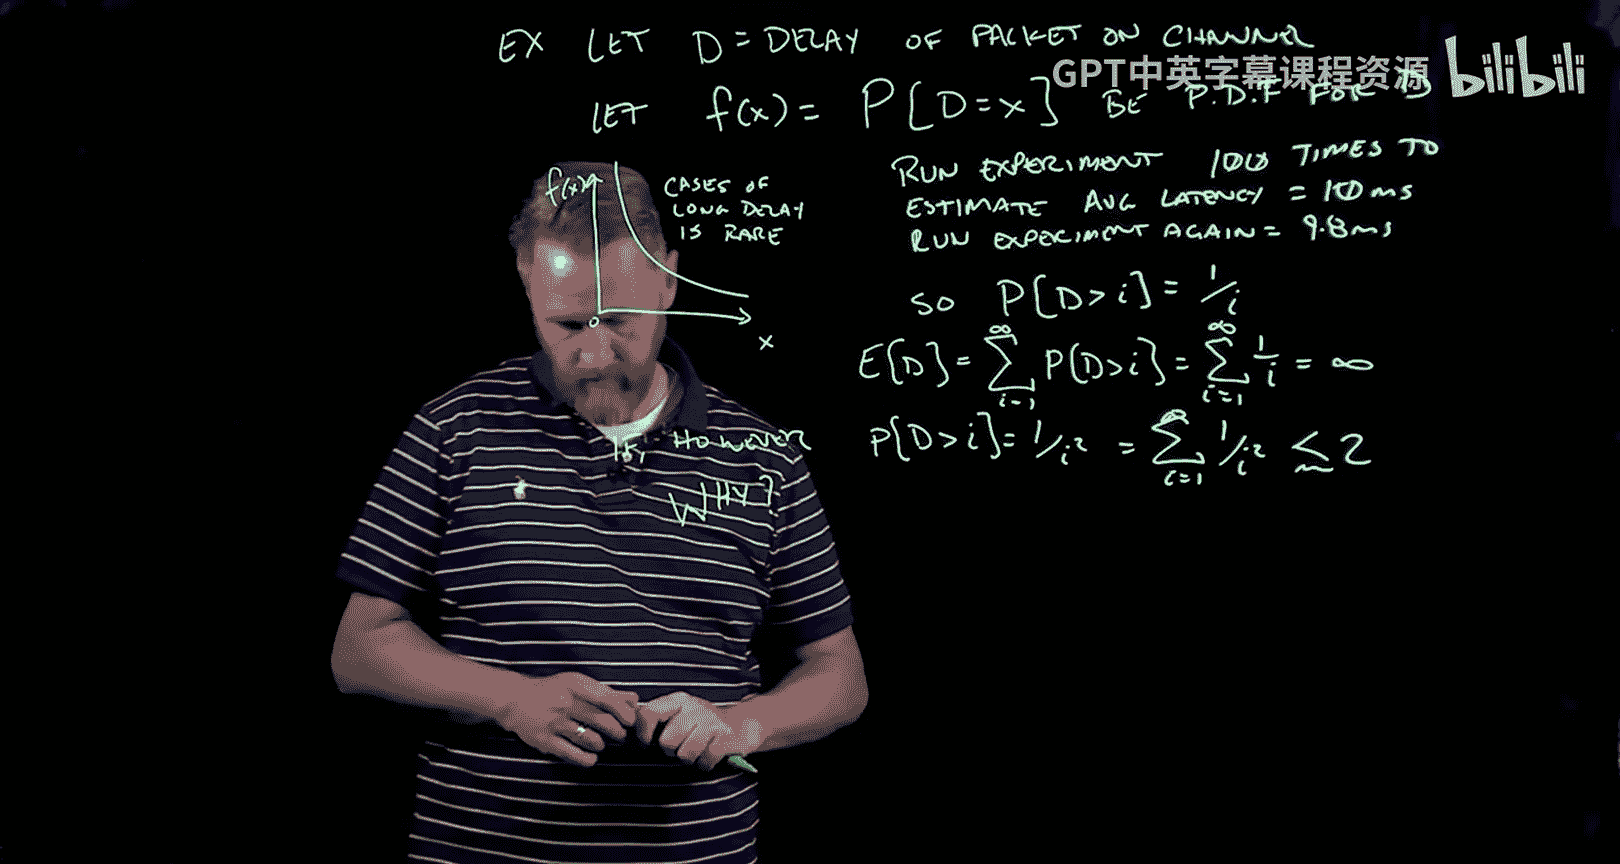 EX LET D = DELAY OF PACKET ON CHANNEL
GPT中英字幕课程资源 bilibili
LET f(x) = P[D=x] BE P.D.F FOR D
f(x)
CASES OF
LONG DELAY
IS RARE
0
x
RUN EXPERIMENT 100 TIMES TO
ESTIMATE AVG LATENCY = 10 ms
RUN EXPERIMENT AGAIN = 9.8ms
SO P[D>i] = 1/i
E[D] = ∑_{i=1}^{∞} P[D>i] = ∑_{i=1}^{∞} 1/i = ∞
IF, HOWEVER P[D>i] = 1/i² = ∑_{i=1}^{∞} 1/i² ≤ 2
WHY?